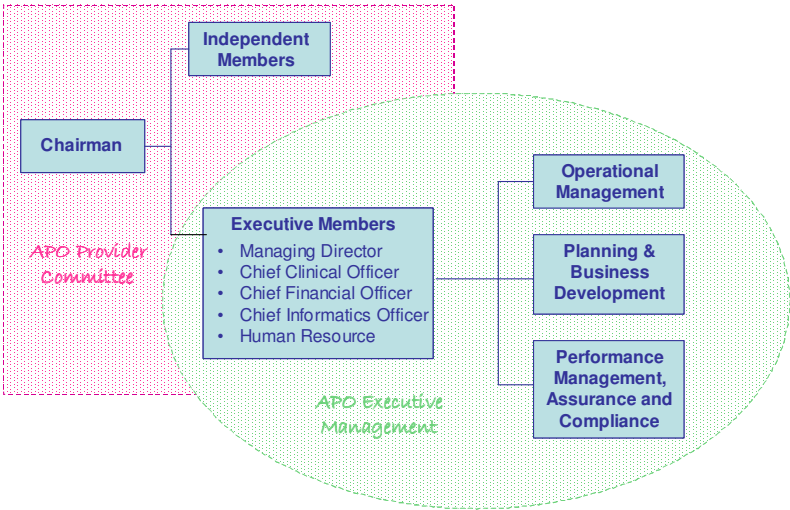 Independent
Members
Chairman
APO Provider
Committee
Executive Members
• Managing Director
• Chief Clinical Officer
• Chief Financial Officer
• Chief Informatics Officer
• Human Resource
Operational
Management
Planning &
Business
Development
Performance
Management,
Assurance and
Compliance
APO Executive
Management